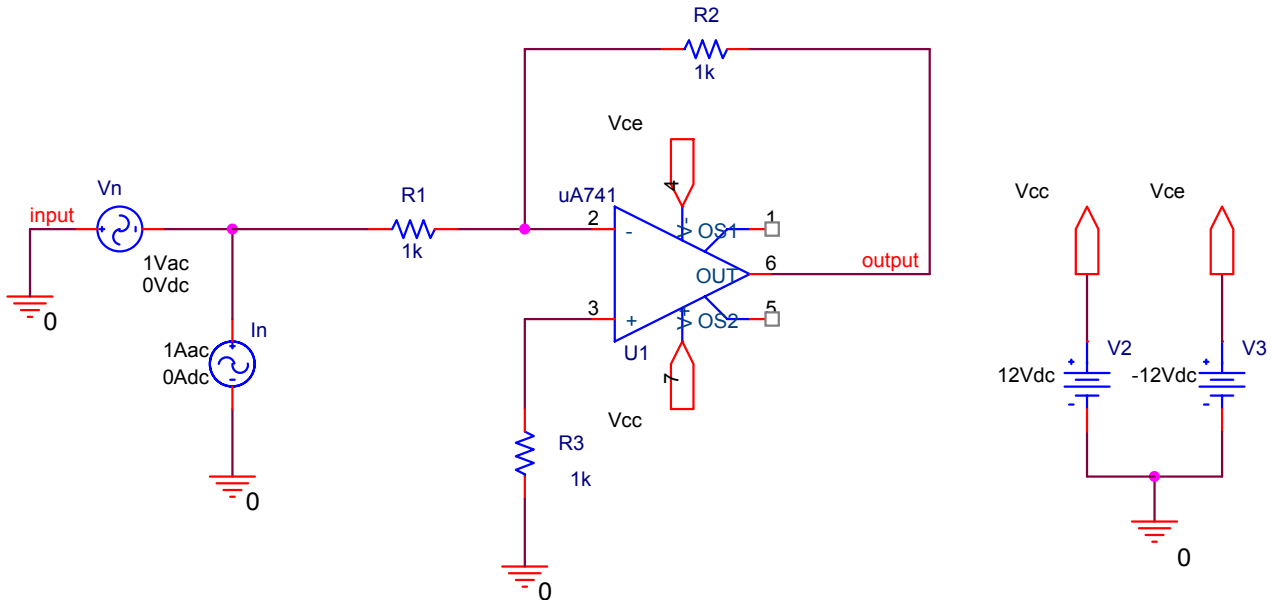 R2
1k
Vce
Vn
R1
uA741
4
Vcc
Vce
input
2
-
V-
OS1
1
1k
1Vac
0Vdc
OUT
6
output
0
In
3
+
V+
OS2
5
1Aac
0Adc
U1
7
V2
V3
12Vdc
-12Vdc
Vcc
R3
1k
0
0
0